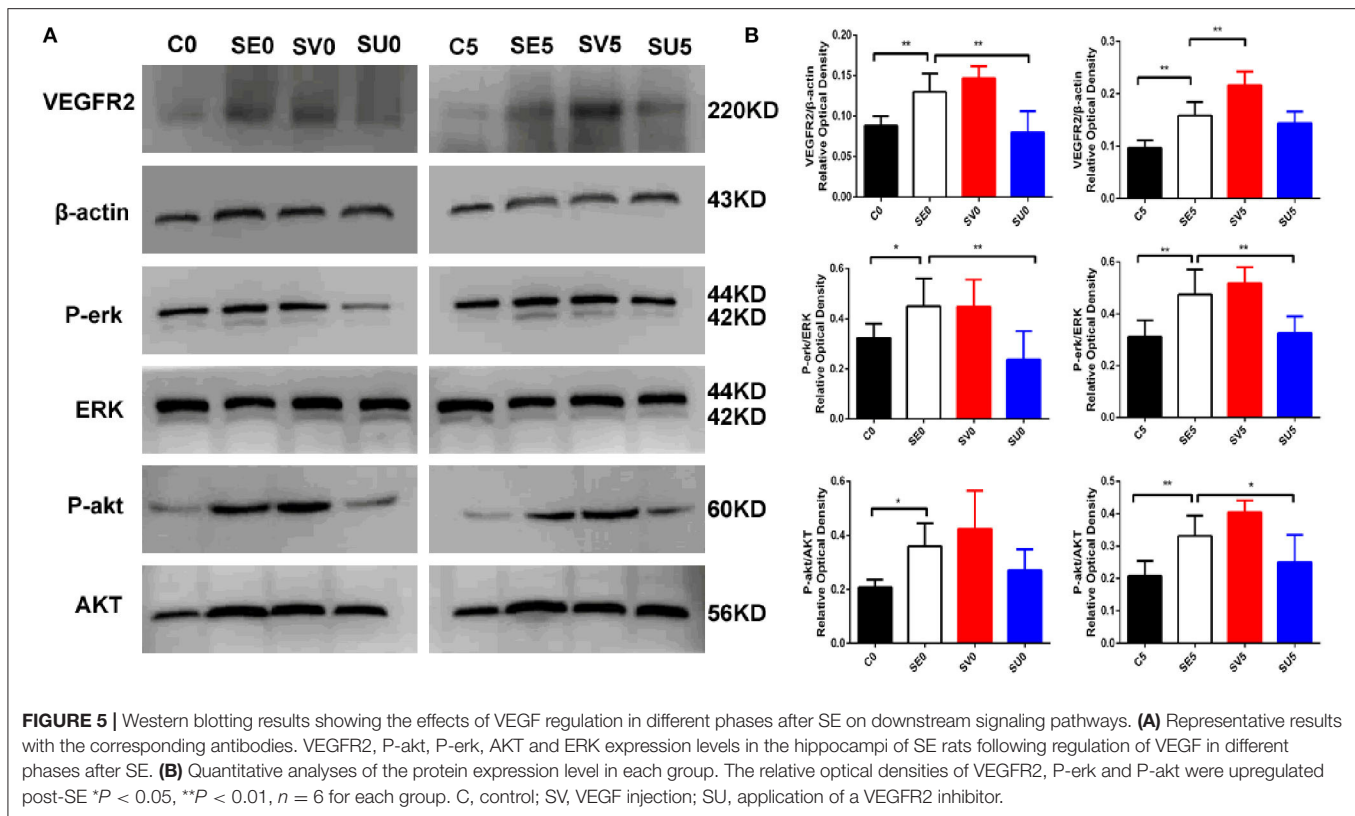 A
C0 SE0 SV0 SU0
C5 SE5 SV5 SU5
VEGFR2
220KD
β-actin
43KD
P-erk
44KD
42KD
ERK
44KD
42KD
P-akt
60KD
AKT
56KD
B
VEGFR2/β-actin
Relative Optical Density
0.20
0.15
0.10
0.05
0.00
**
**
C0 SE0 SV0 SU0
VEGFR2/β-actin
Relative Optical Density
0.3
0.2
0.1
0.0
**
**
C5 SE5 SV5 SU5
P-erk/ERK
Relative Optical Density
0.6
0.4
0.2
0.0
*
**
C0 SE0 SV0 SU0
P-erk/ERK
Relative Optical Density
0.6
0.4
0.2
0.0
**
**
C5 SE5 SV5 SU5
P-akt/AKT
Relative Optical Density
0.6
0.4
0.2
0.0
*
C0 SE0 SV0 SU0
P-akt/AKT
Relative Optical Density
0.5
0.4
0.3
0.2
0.1
0.0
**
*
C5 SE5 SV5 SU5
FIGURE 5 | Western blotting results showing the effects of VEGF regulation in different phases after SE on downstream signaling pathways. (A) Representative results
with the corresponding antibodies. VEGFR2, P-akt, P-erk, AKT and ERK expression levels in the hippocampi of SE rats following regulation of VEGF in different
phases after SE. (B) Quantitative analyses of the protein expression level in each group. The relative optical densities of VEGFR2, P-erk and P-akt were upregulated
post-SE *P < 0.05, **P < 0.01, n = 6 for each group. C, control; SV, VEGF injection; SU, application of a VEGFR2 inhibitor.